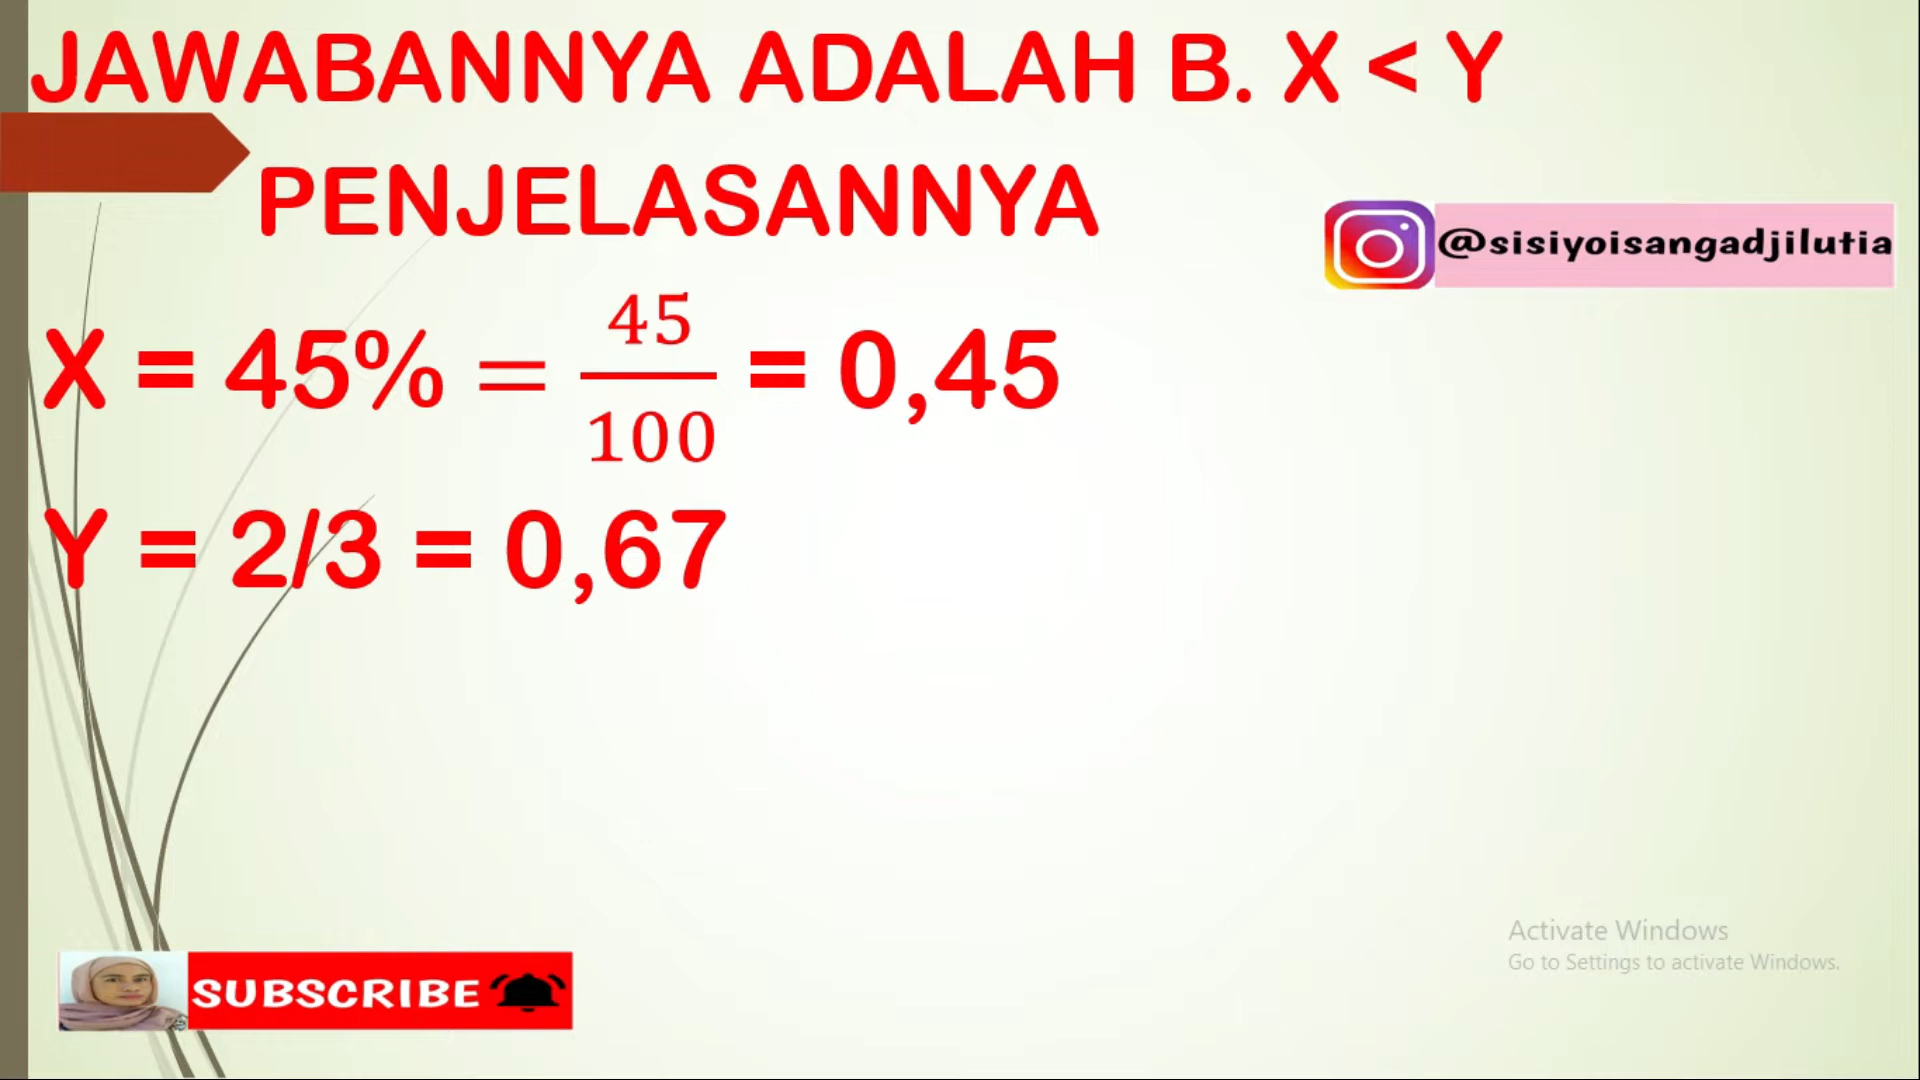 JAWABANNYA ADALAH B. X < Y
PENJELASANNYA
@sisiyoisangadjilutia
X = 45% = 45/100 = 0,45
Y = 2/3 = 0,67
Activate Windows
Go to Settings to activate Windows.
SUBSCRIBE